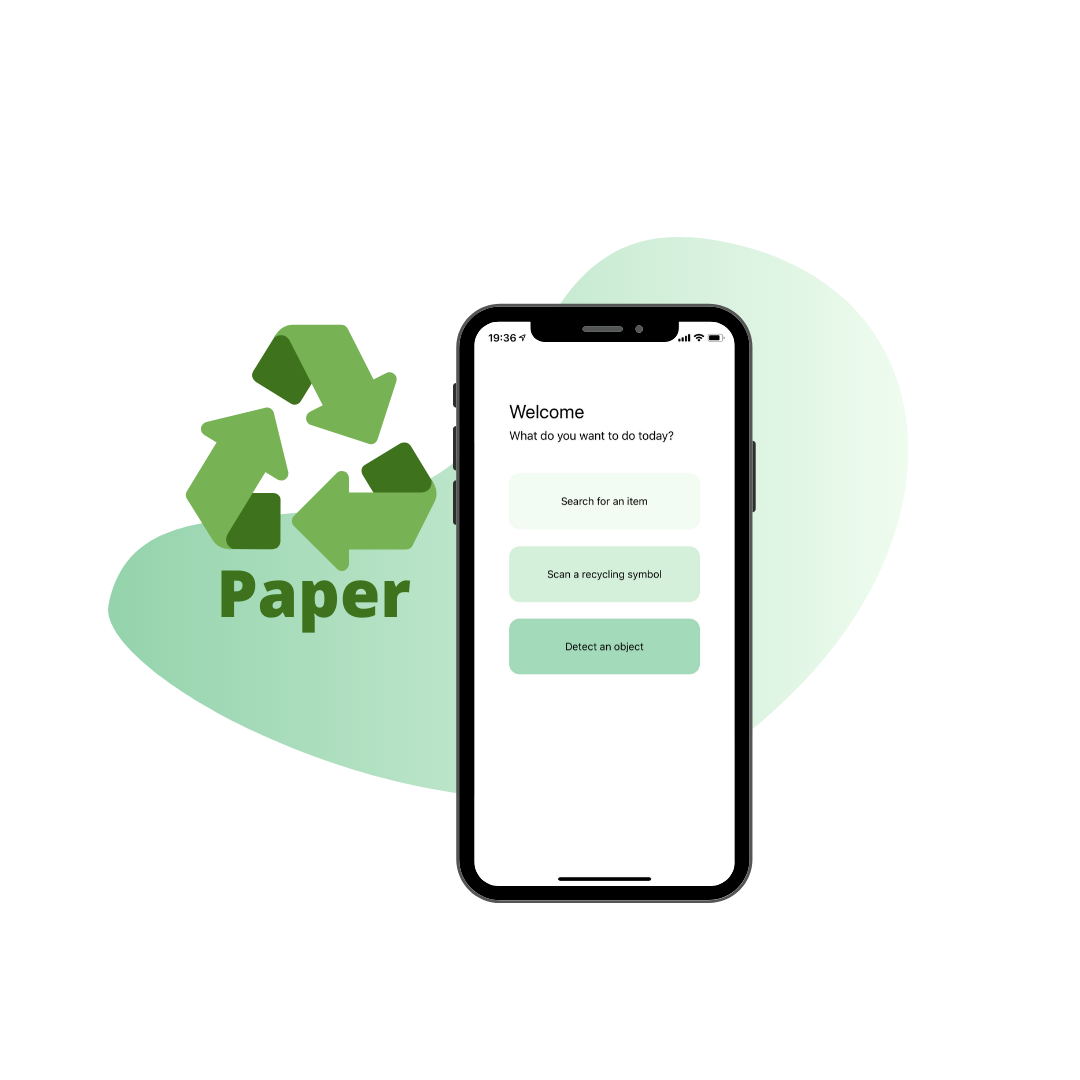 Paper
19:36
Welcome
What do you want to do today?
Search for an item
Scan a recycling symbol
Detect an object